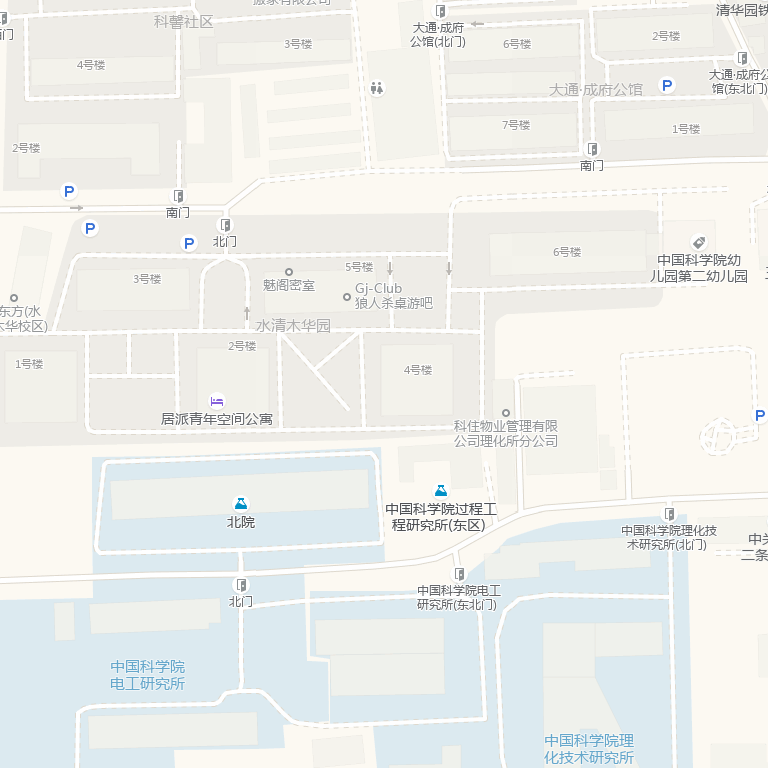 搬家有限公司
科馨社区
南门
大通·成府
公馆(北门)
清华园铁
3号楼
6号楼
2号楼
4号楼
大通·成府公
馆(东北门)
大通·成府公馆
P
7号楼
1号楼
2号楼
南门
P
南门
P
北门
P
6号楼
中国科学院幼
儿园第二幼儿园
3号楼
5号楼
魅阁密室
Gj-Club
狼人杀桌游吧
东方(水
木华校区)
水清木华园
2号楼
1号楼
4号楼
居派青年空间公寓
P
科住物业管理有限
公司理化所分公司
中国科学院过程工
程研究所(东区)
北院
中国科学院理化技
术研究所(北门)
中关
二条
中国科学院电工
研究所(东北门)
北门
中国科学院
电工研究所
中国科学院理
化技术研究所